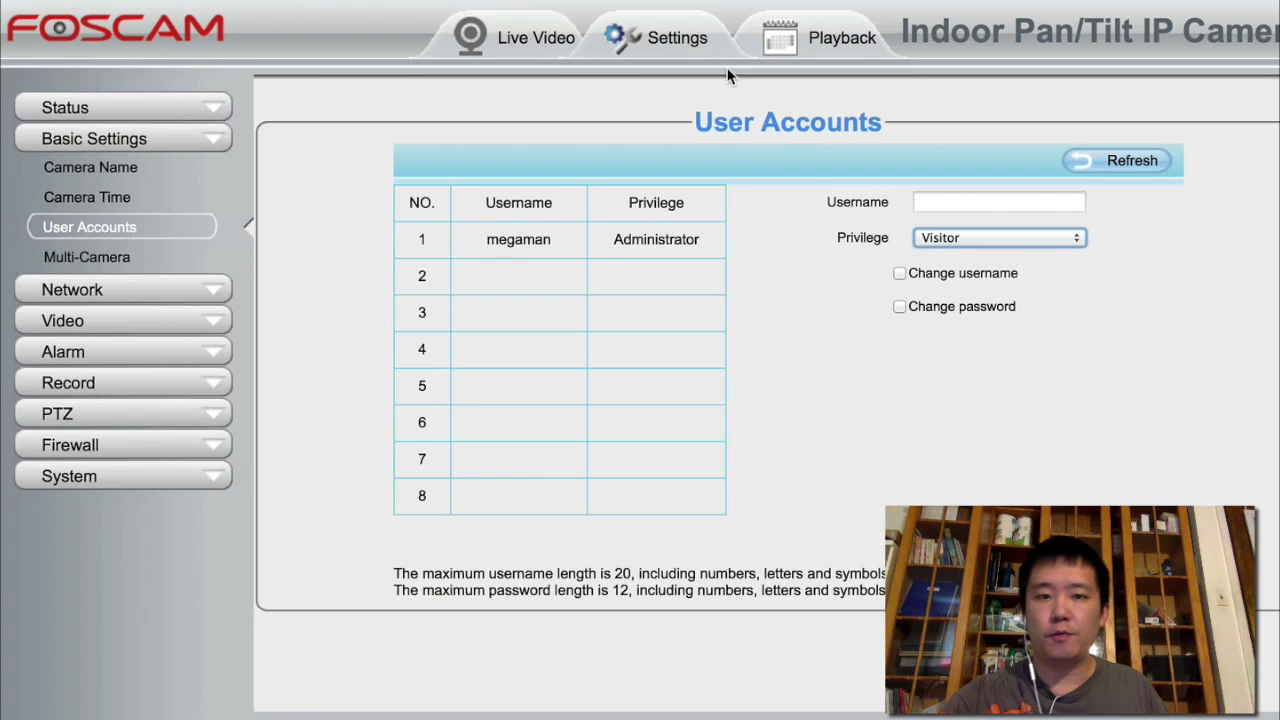 FOSCAM
Live Video
Settings
Playback
Indoor Pan/Tilt IP Camer
Status
Basic Settings
Camera Name
Camera Time
User Accounts
Multi-Camera
Network
Video
Alarm
Record
PTZ
Firewall
System
User Accounts
Refresh
NO. Username Privilege
1 megaman Administrator
2
3
4
5
6
7
8
Username
Privilege Visitor
Change username
Change password
The maximum username length is 20, including numbers, letters and symbols
The maximum password length is 12, including numbers, letters and symbols